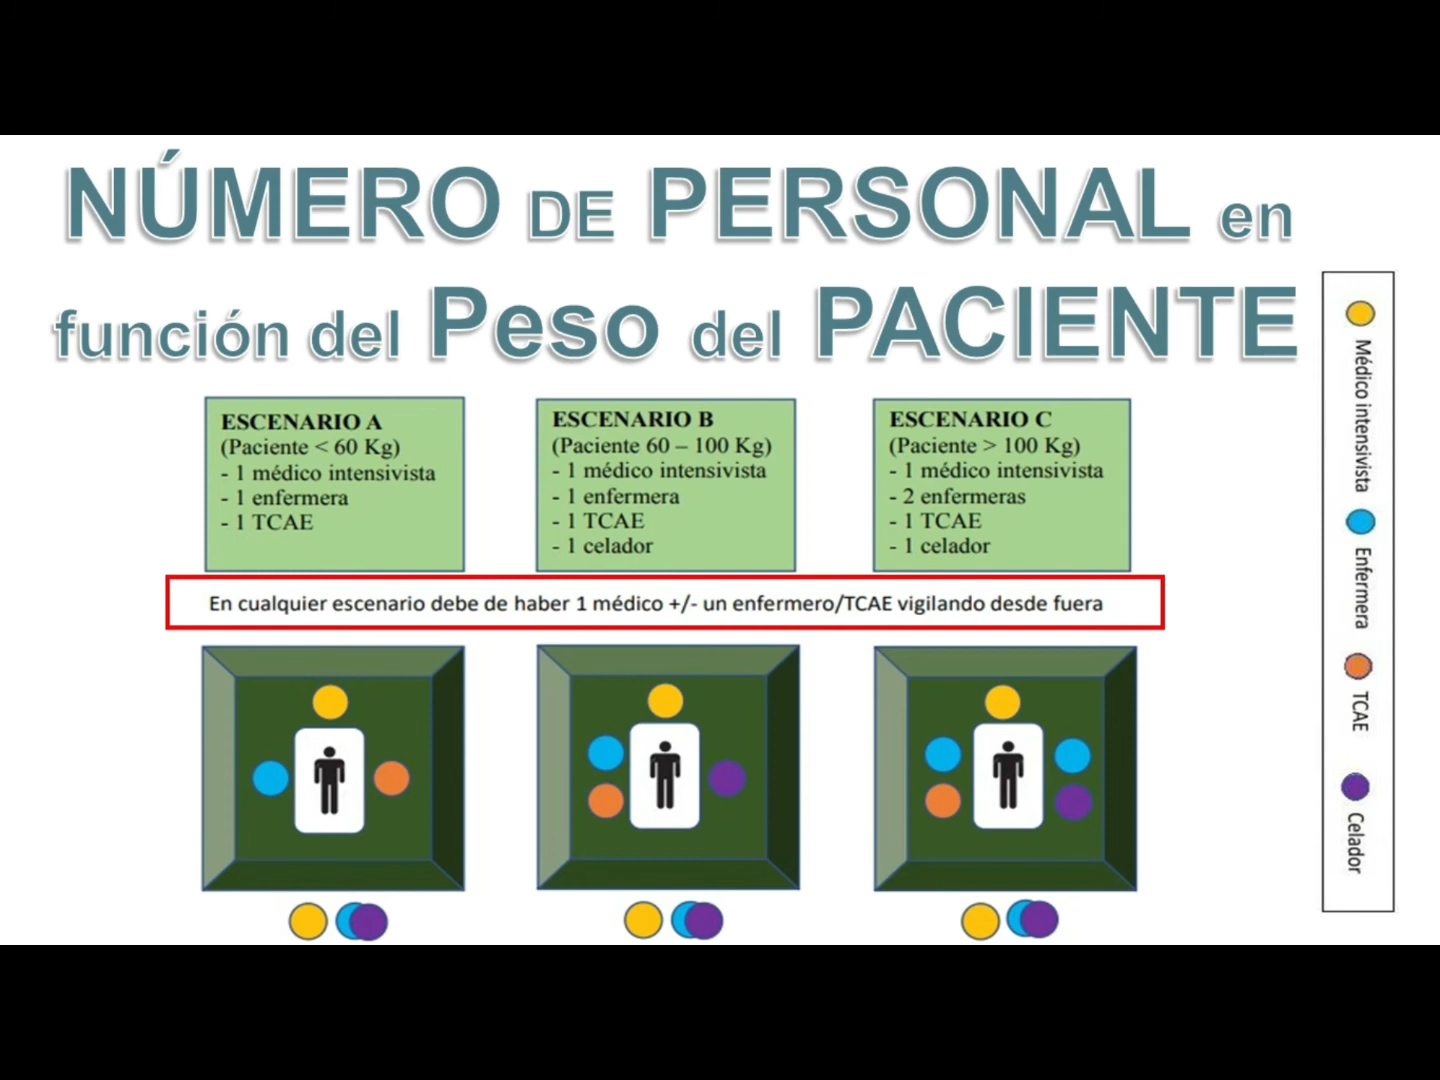 NÚMERO DE PERSONAL en
función del Peso del PACIENTE
ESCENARIO A
(Paciente < 60 Kg)
- 1 médico intensivista
- 1 enfermera
- 1 TCAE
ESCENARIO B
(Paciente 60 – 100 Kg)
- 1 médico intensivista
- 1 enfermera
- 1 TCAE
- 1 celador
ESCENARIO C
(Paciente > 100 Kg)
- 1 médico intensivista
- 2 enfermeras
- 1 TCAE
- 1 celador
En cualquier escenario debe de haber 1 médico +/- un enfermero/TCAE vigilando desde fuera
Médico intensivista
Enfermera
TCAE
Celador